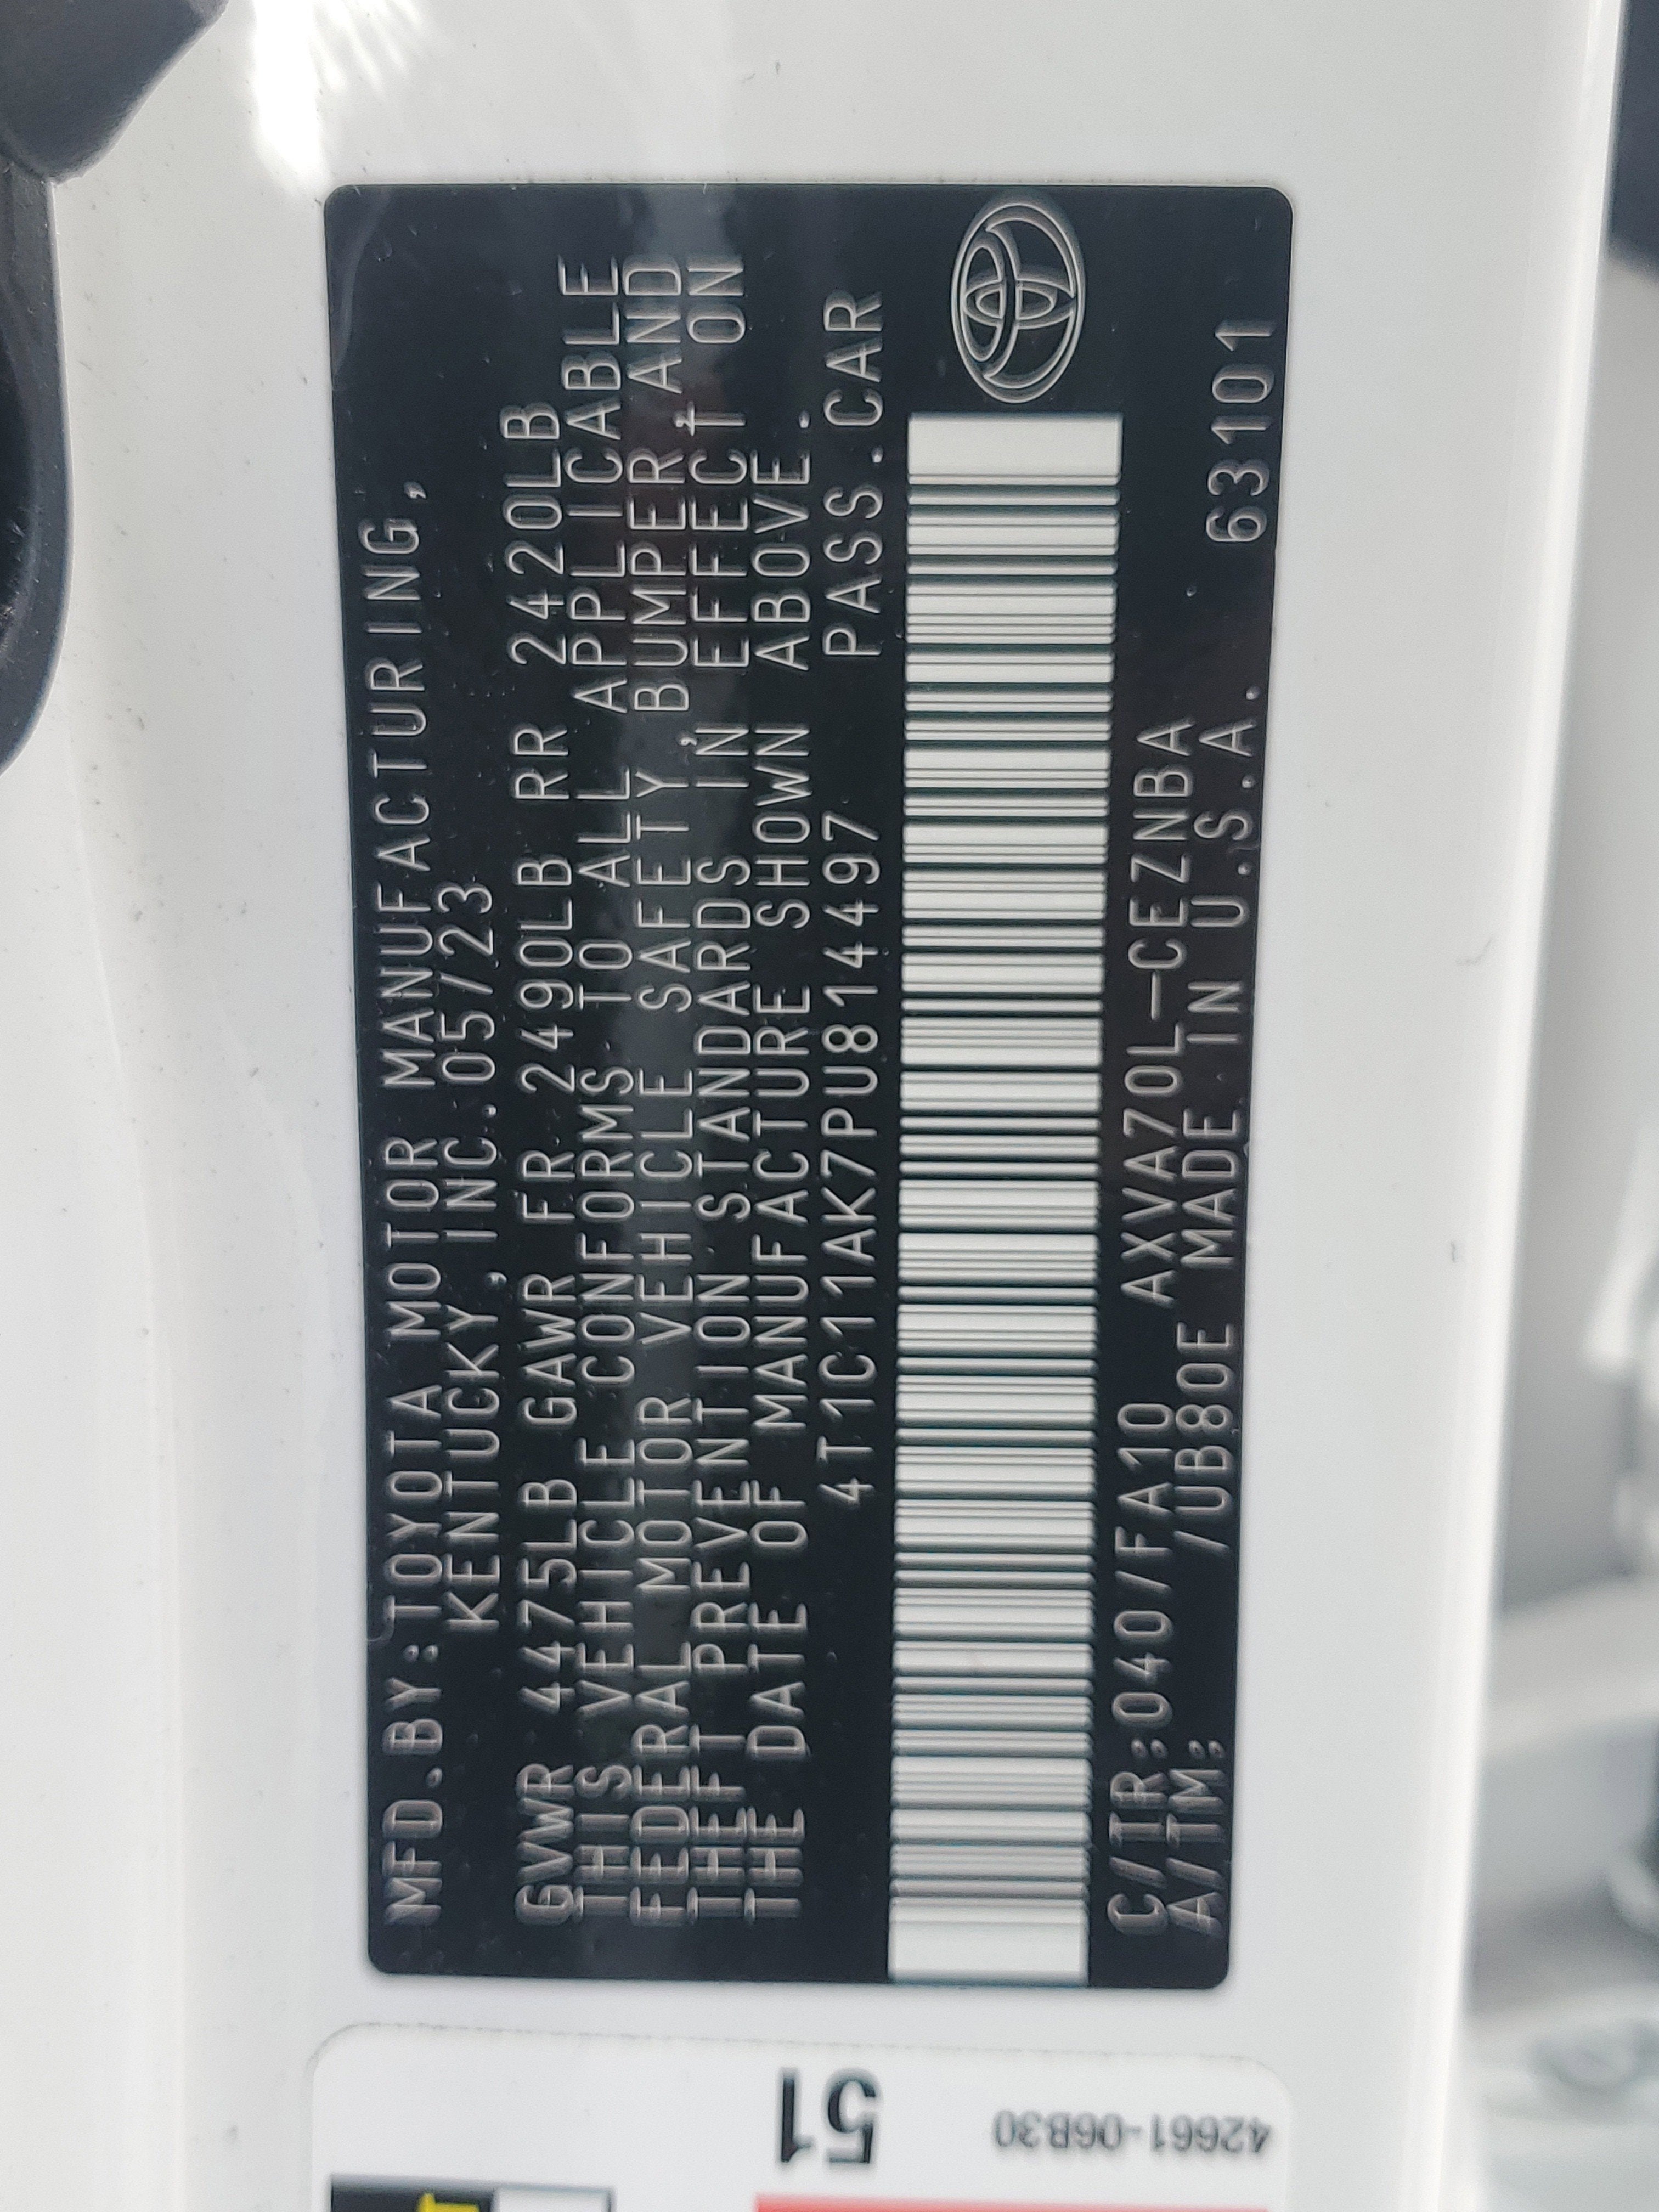 MFD.BY:TOYOTA MOTOR MANUFACTURING,
KENTUCKY,INC.05/23
GVWR 4475LB GAWR FR 2490LB RR 2420LB
THIS VEHICLE CONFORMS TO ALL APPLICABLE
FEDERAL MOTOR VEHICLE SAFETY, BUMPER, AND
THEFT PREVENTION STANDARDS IN EFFECT ON
THE DATE OF MANUFACTURE SHOWN ABOVE.
4T1C11AK7PU814497 PASS.CAR
C/TR:040/FA10 AXVA70L-CEZNBA
A/TM: /UB80E MADE IN U.S.A. 63101
51
42661-06B30